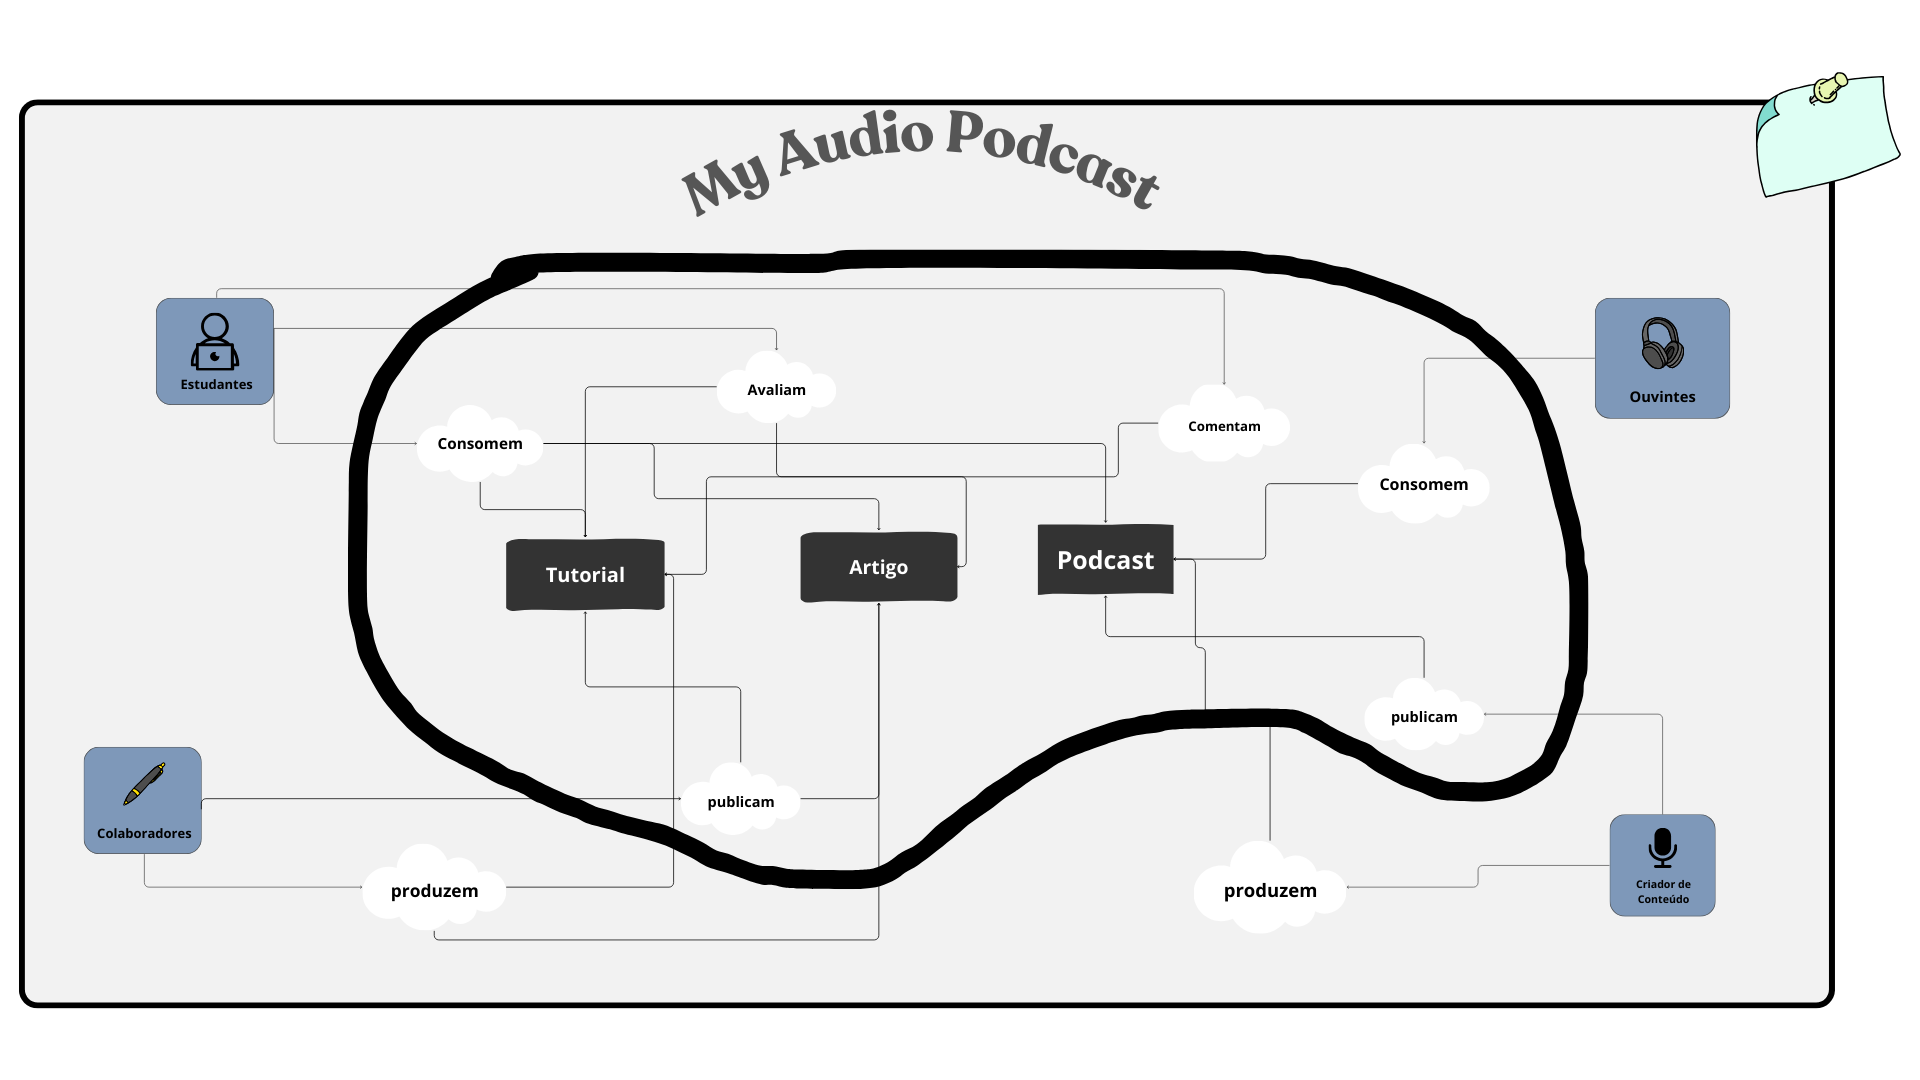 My Audio Podcast
Estudantes
Avaliam
Ouvintes
Comentam
Consomem
Consomem
Tutorial
Artigo
Podcast
publicam
publicam
Colaboradores
produzem
produzem
Criador de
Conteúdo